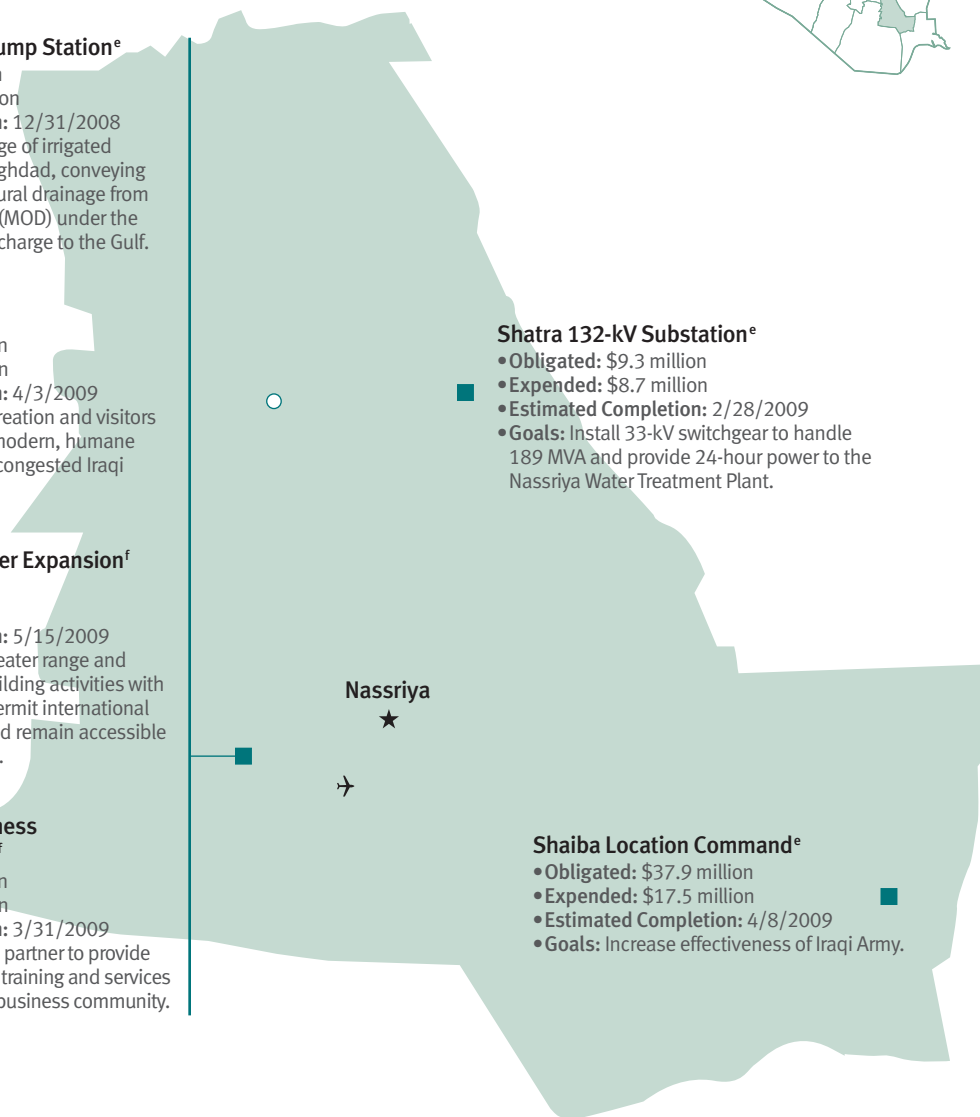 ump Station e
n
on
n: 12/31/2008
ge of irrigated
ghdad, conveying
ural drainage from
(MOD) under the
charge to the Gulf.
n
n
n: 4/3/2009
reation and visitors
modern, humane
congested Iraqi
er Expansion f
n: 5/15/2009
eater range and
ilding activities with
ermit international
d remain accessible
.
ness
f
n
n
n: 3/31/2009
partner to provide
training and services
business community.
Shatra 132-kV Substation e
• Obligated: $9.3 million
• Expended: $8.7 million
• Estimated Completion: 2/28/2009
• Goals: Install 33-kV switchgear to handle
189 MVA and provide 24-hour power to the
Nassriya Water Treatment Plant.
Nassriya
Shaiba Location Command e
• Obligated: $37.9 million
• Expended: $17.5 million
• Estimated Completion: 4/8/2009
• Goals: Increase effectiveness of Iraqi Army.